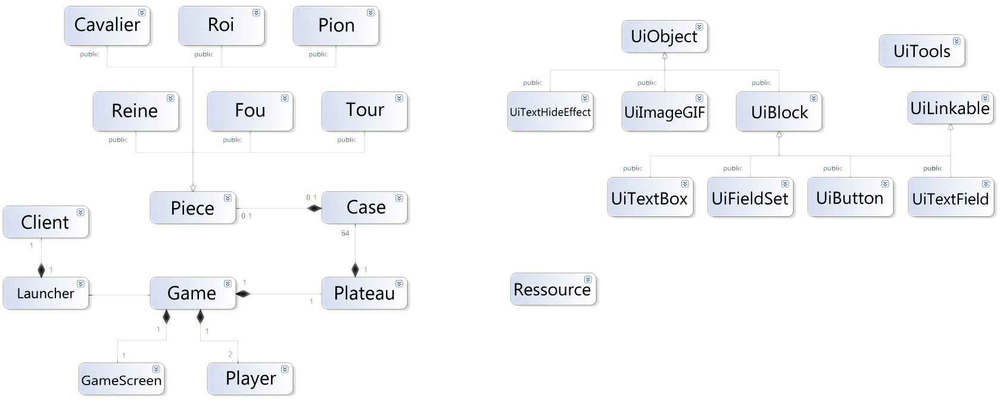 Cavalier
Roi
Pion
public
public
public
Reine
Fou
Tour
public
public
public
Piece
0,1
0,1
Case
64
Client
1
1
1
Launcher
Game
1
1
Plateau
1
1
1
2
GameScreen
Player
UiObject
UiTools
public
public
public
UiTextHideEffect
UiImageGIF
UiBlock
UiLinkable
public
public
public
public
UiTextBox
UiFieldSet
UiButton
UiTextField
Ressource